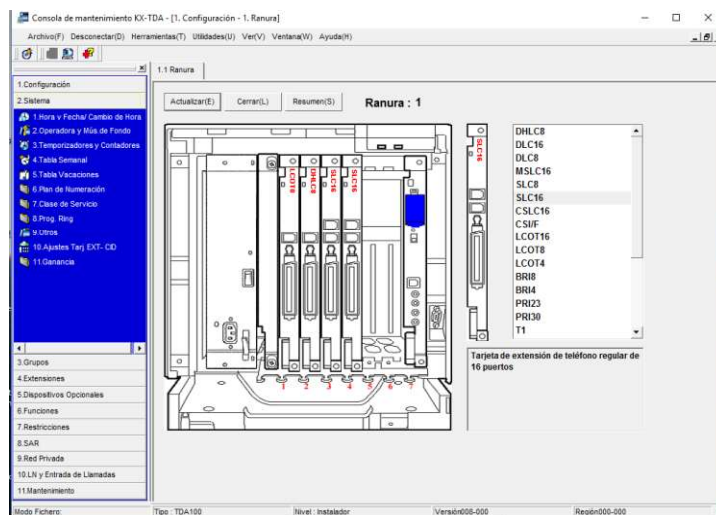 Consola de mantenimiento KX-TDA - [1. Configuración - 1. Ranura]
Archivo(F) Desconectar(D) Herramientas(T) Utilidades(U) Ver(V) Ventana(W) Ayuda(H)
1.1 Ranura
1.Configuración
2.Sistema
1.Hora y Fecha/ Cambio de Hora
2.Operadora y Mús de Fondo
3.Temporizadores y Contadores
4.Tabla Semanal
5.Tabla Vacaciones
6.Plan de Numeración
7.Clase de Servicio
8.Prog. Ring
9.Otros
10.Ajustes Tarj EXT- CID
11.Ganancia
3.Grupos
4.Extensiones
5.Dispositivos Opcionales
6.Funciones
7.Restricciones
8.SAR
9.Red Privada
10.LN y Entrada de Llamadas
11.Mantenimiento
Actualizar(E) Cerrar(L) Resumen(S) Ranura : 1
LCOT8 DHLC8 SLC16 SLC16
1 2 3 4 5 6 7
SLC16
DHLC8
DLC16
DLC8
MSLC16
SLC8
SLC16
CSLC16
CSI/F
LCOT16
LCOT8
LCOT4
BRI8
BRI4
PRI23
PRI30
T1
Tarjeta de extensión de teléfono regular de
16 puertos
Modo Fichero: Tipo : TDA100 Nivel : Instalador Versión008-000 Región000-000